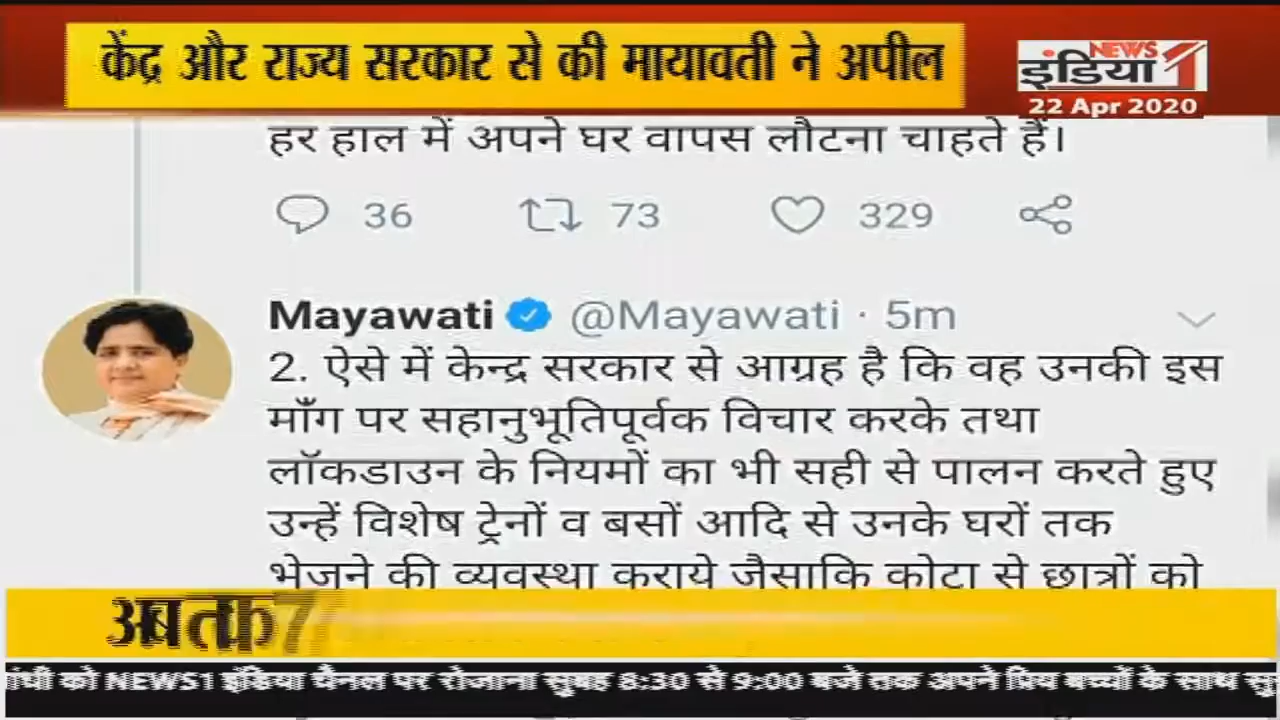 केंद्र और राज्य सरकार से की मायावती ने अपील
NEWS
इंडिया 1
22 Apr 2020
हर हाल में अपने घर वापस लौटना चाहते हैं।
36 73 329
Mayawati @Mayawati · 5m
2. ऐसे में केन्द्र सरकार से आग्रह है कि वह उनकी इस
माँग पर सहानुभूतिपूर्वक विचार करके तथा
लॉकडाउन के नियमों का भी सही से पालन करते हुए
उन्हें विशेष ट्रेनों व बसों आदि से उनके घरों तक
भेजने की व्यवस्था कराये जैसाकि कोटा से छात्रों को
को NEWS1 इंडिया चैनल पर रोजाना सुबह 8:30 से 9:00 बजे तक अपने प्रिय बच्चों के साथ